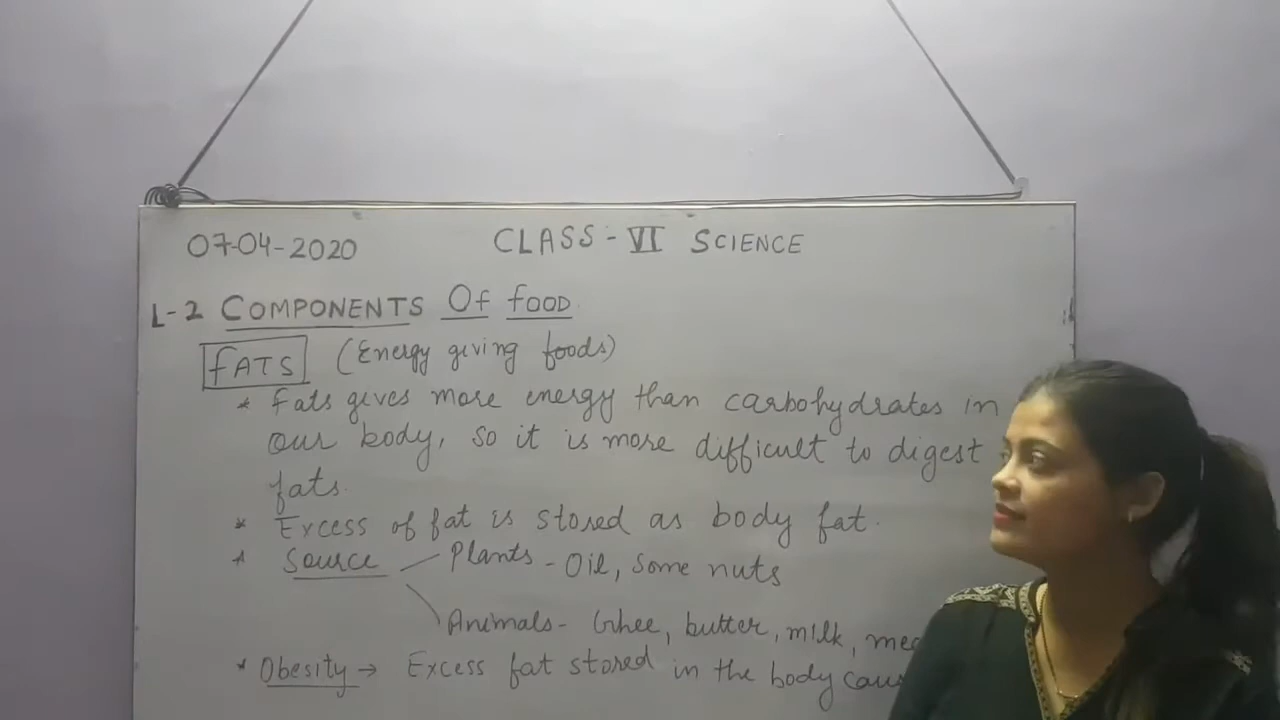 07-04-2020 CLASS-VI SCIENCE
L-2 COMPONENTS Of fOOD
fATS (Energy giving foods)
* Fats gives more energy than carbohydrates in
our body, so it is more difficult to digest
fats.
* Excess of fat is stored as body fat.
* Source Plants - Oil, Some nuts
Animals - Ghee, butter, milk,
* Obesity → Excess fat stored in the body